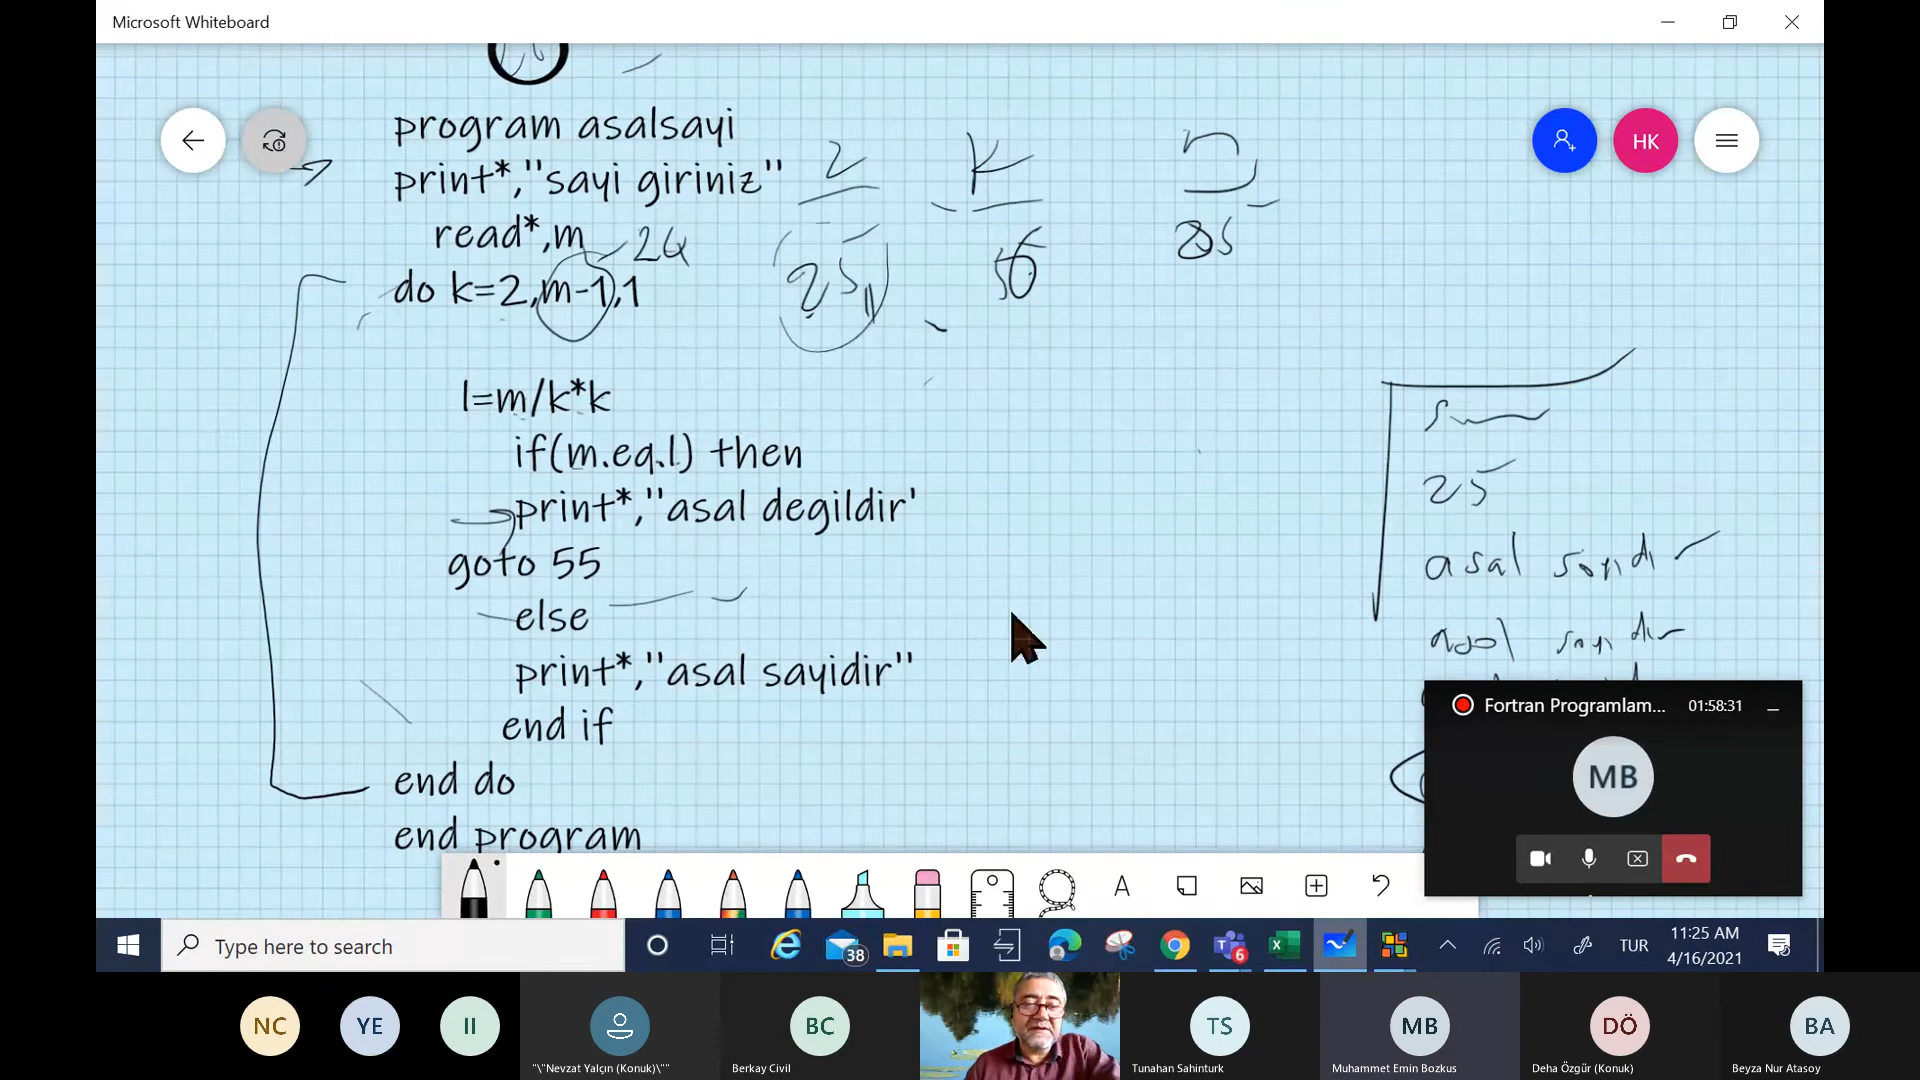 Microsoft Whiteboard
HK
program asalsayi
print*,"sayi giriniz"
read*,m
24
do k=2,m-1,1
k
25
l=m/k*k
if(m.eq.l) then
print*,"asal degildir'
goto 55
else
print*,"asal sayidir"
end if
end do
end program
25
asal
Fortran Programlam...
01:58:31
MB
A
Type here to search
38
6
TUR
11:25 AM
4/16/2021
NC
YE
II
"\"Nevzat Yalçın (Konuk)\""
BC
Berkay Civil
TS
Tunahan Sahinturk
MB
Muhammet Emin Bozkus
DÖ
Deha Özgür (Konuk)
BA
Beyza Nur Atasoy